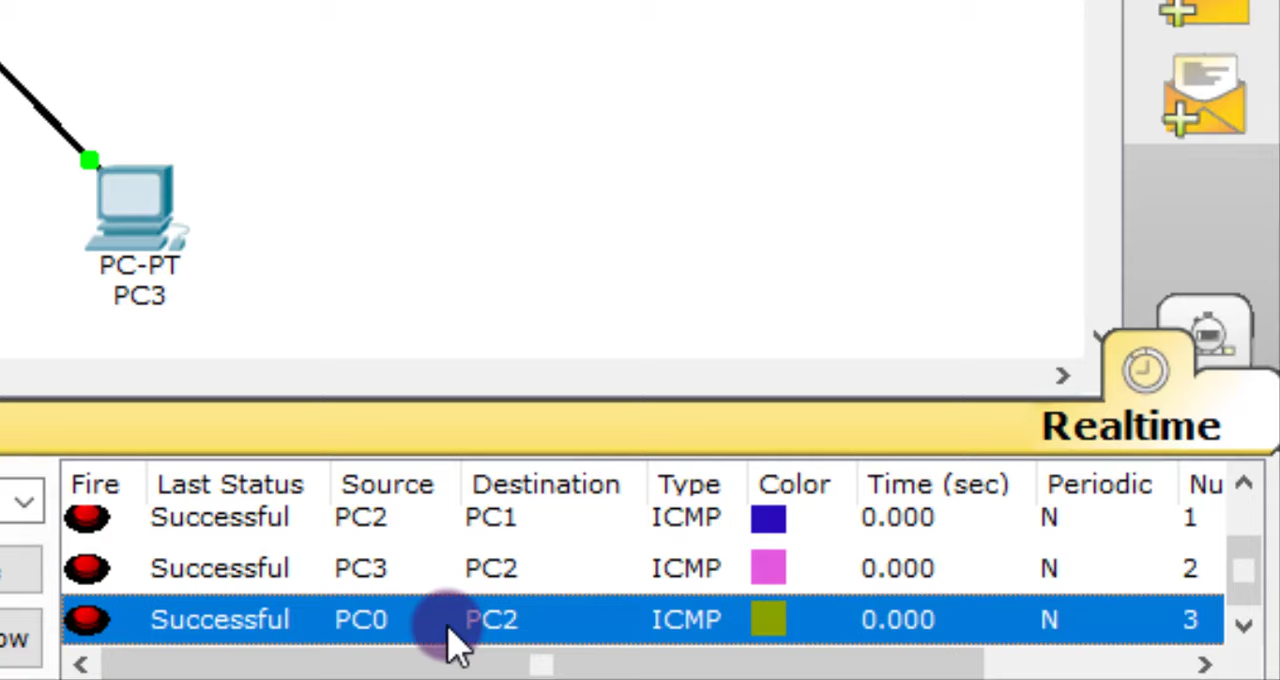 PC-PT
PC3
Realtime
Fire Last Status Source Destination Type Color Time (sec) Periodic Nu
Successful PC2 PC1 ICMP 0.000 N 1
Successful PC3 PC2 ICMP 0.000 N 2
Successful PC0 PC2 ICMP 0.000 N 3
ow